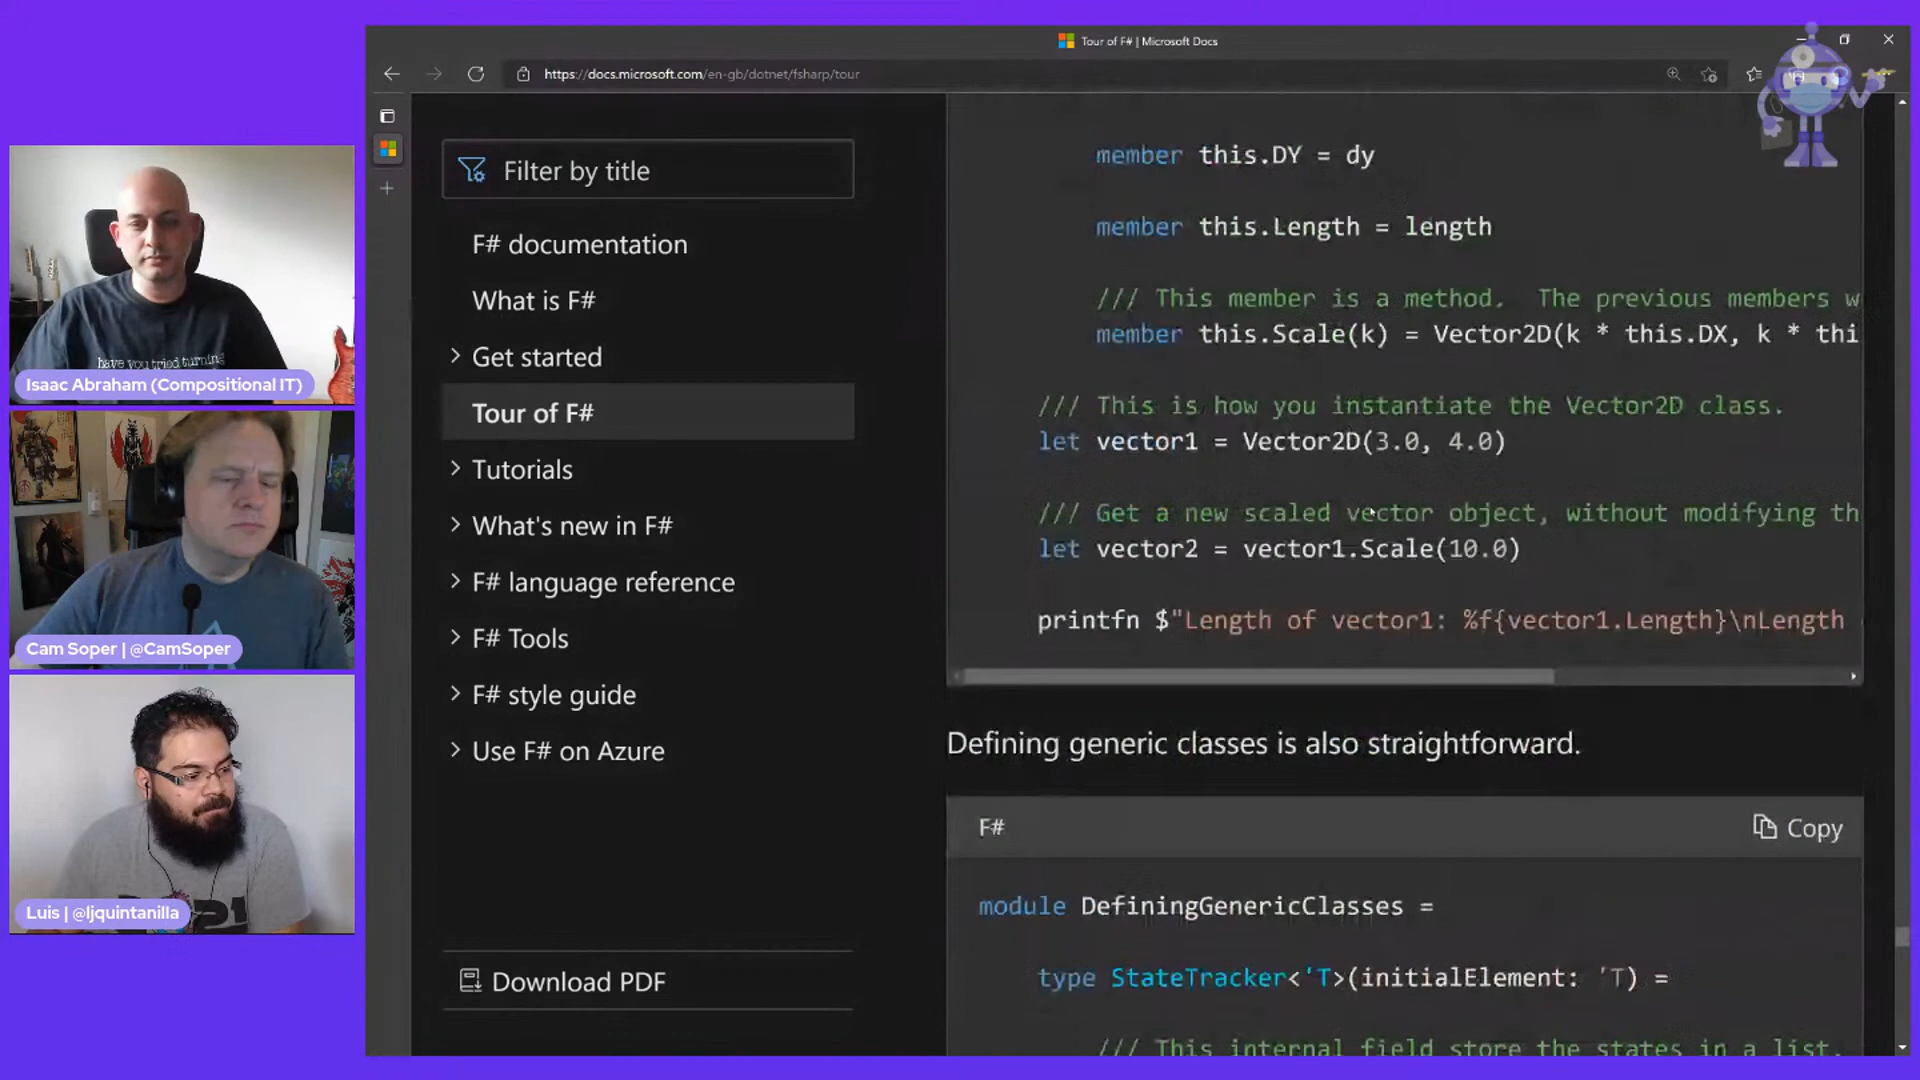 Tour of F# | Microsoft Docs
https://docs.microsoft.com/en-gb/dotnet/fsharp/tour
have you tried turning
Isaac Abraham (Compositional IT)
Cam Soper | @CamSoper
Luis | @ljquintanilla
Filter by title
F# documentation
What is F#
Get started
Tour of F#
Tutorials
What's new in F#
F# language reference
F# Tools
F# style guide
Use F# on Azure
Download PDF
member this.DY = dy
member this.Length = length
/// This member is a method.  The previous members w
member this.Scale(k) = Vector2D(k * this.DX, k * thi
/// This is how you instantiate the Vector2D class.
let vector1 = Vector2D(3.0, 4.0)
/// Get a new scaled vector object, without modifying th
let vector2 = vector1.Scale(10.0)
printfn $"Length of vector1: %f{vector1.Length}\nLength
Defining generic classes is also straightforward.
F#
Copy
module DefiningGenericClasses =
type StateTracker<'T>(initialElement: 'T) =
/// This internal field store the states in a list.